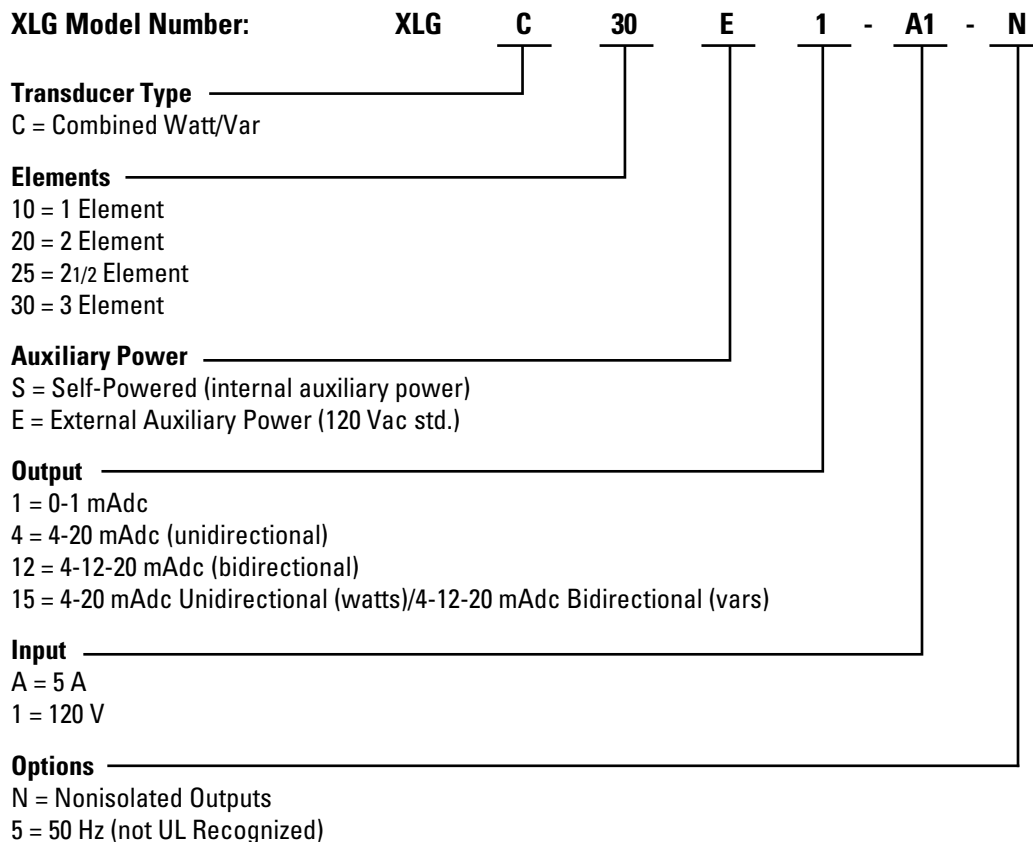 XLG Model Number: XLG C 30 E 1 - A1 - N
Transducer Type
C = Combined Watt/Var
Elements
10 = 1 Element
20 = 2 Element
25 = 21/2 Element
30 = 3 Element
Auxiliary Power
S = Self-Powered (internal auxiliary power)
E = External Auxiliary Power (120 Vac std.)
Output
1 = 0-1 mAdc
4 = 4-20 mAdc (unidirectional)
12 = 4-12-20 mAdc (bidirectional)
15 = 4-20 mAdc Unidirectional (watts)/4-12-20 mAdc Bidirectional (vars)
Input
A = 5 A
1 = 120 V
Options
N = Nonisolated Outputs
5 = 50 Hz (not UL Recognized)